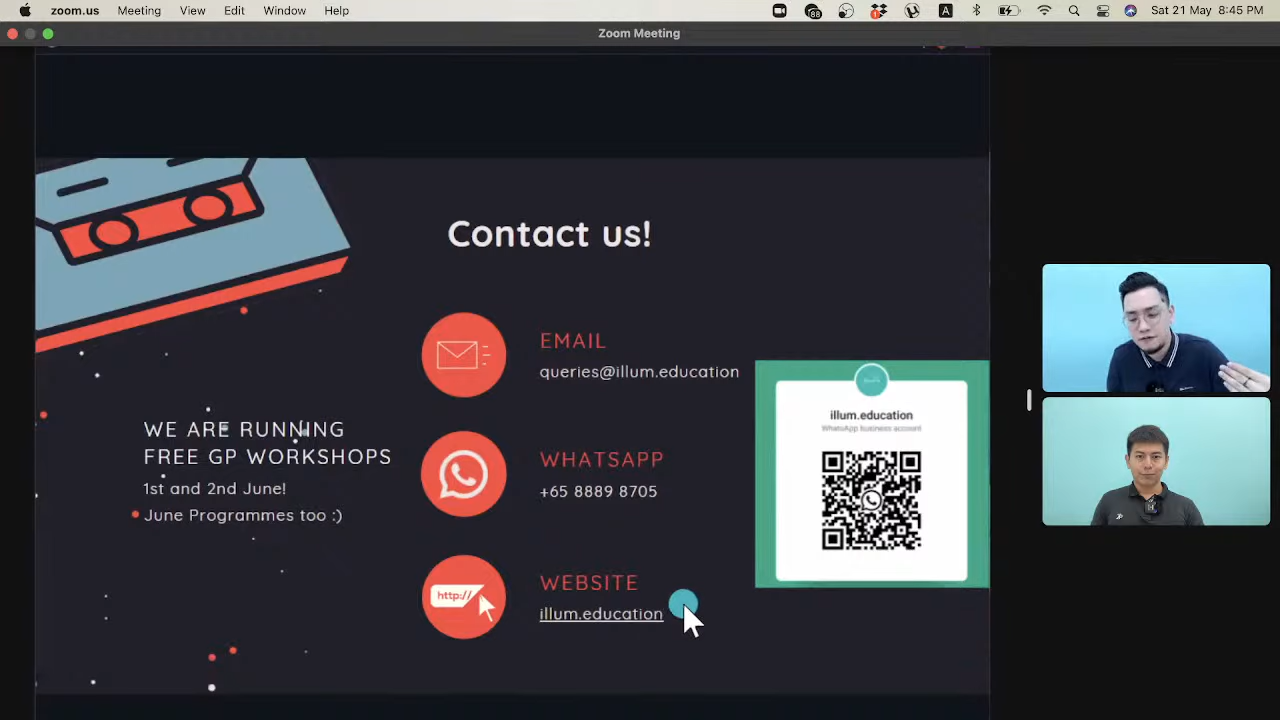 zoom.us Meeting View Edit Window Help
Sat 21 May 8:45 PM
Zoom Meeting
Contact us!
EMAIL
queries@illum.education
WE ARE RUNNING
FREE GP WORKSHOPS
1st and 2nd June!
June Programmes too :)
WHATSAPP
+65 8889 8705
WEBSITE
http://
illum.education
illum.education
WhatsApp business account